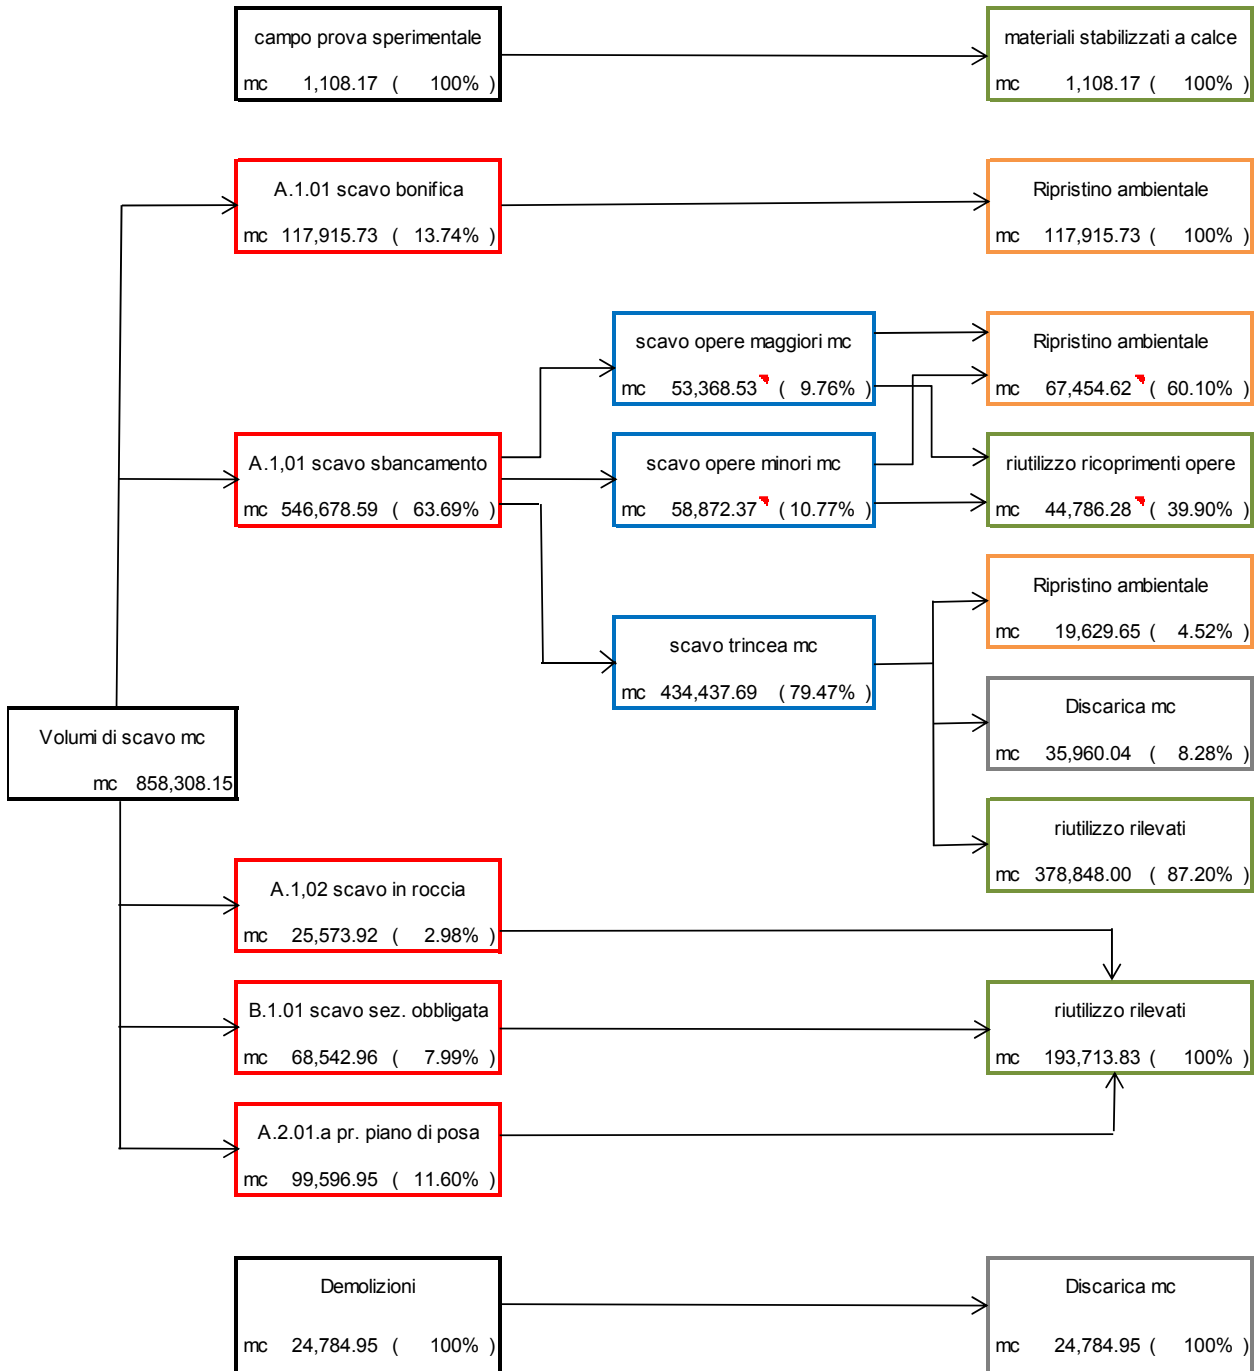 campo prova sperimentale
mc 1,108.17 ( 100% )
materiali stabilizzati a calce
mc 1,108.17 ( 100% )
A.1.01 scavo bonifica
mc 117,915.73 ( 13.74% )
Ripristino ambientale
mc 117,915.73 ( 100% )
scavo opere maggiori mc
mc 53,368.53 ( 9.76% )
Ripristino ambientale
mc 67,454.62 ( 60.10% )
A.1,01 scavo sbancamento
mc 546,678.59 ( 63.69% )
scavo opere minori mc
mc 58,872.37 ( 10.77% )
riutilizzo ricoprimenti opere
mc 44,786.28 ( 39.90% )
scavo trincea mc
mc 434,437.69 ( 79.47% )
Ripristino ambientale
mc 19,629.65 ( 4.52% )
Discarica mc
mc 35,960.04 ( 8.28% )
Volumi di scavo mc
mc 858,308.15
riutilizzo rilevati
mc 378,848.00 ( 87.20% )
A.1,02 scavo in roccia
mc 25,573.92 ( 2.98% )
B.1.01 scavo sez. obbligata
mc 68,542.96 ( 7.99% )
riutilizzo rilevati
mc 193,713.83 ( 100% )
A.2.01.a pr. piano di posa
mc 99,596.95 ( 11.60% )
Demolizioni
mc 24,784.95 ( 100% )
Discarica mc
mc 24,784.95 ( 100% )